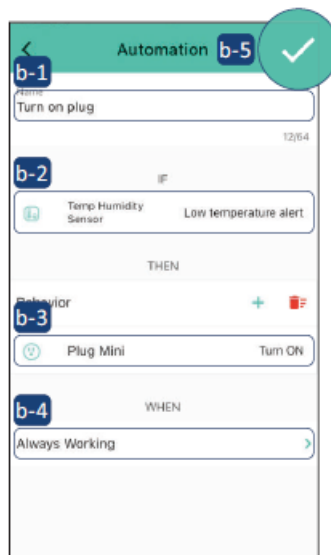 Automation
b-5
b-1
Name
Turn on plug
12/64
b-2
IF
Temp Humidity
Sensor
Low temperature alert
THEN
Behavior
b-3
Plug Mini
Turn ON
b-4
WHEN
Always Working